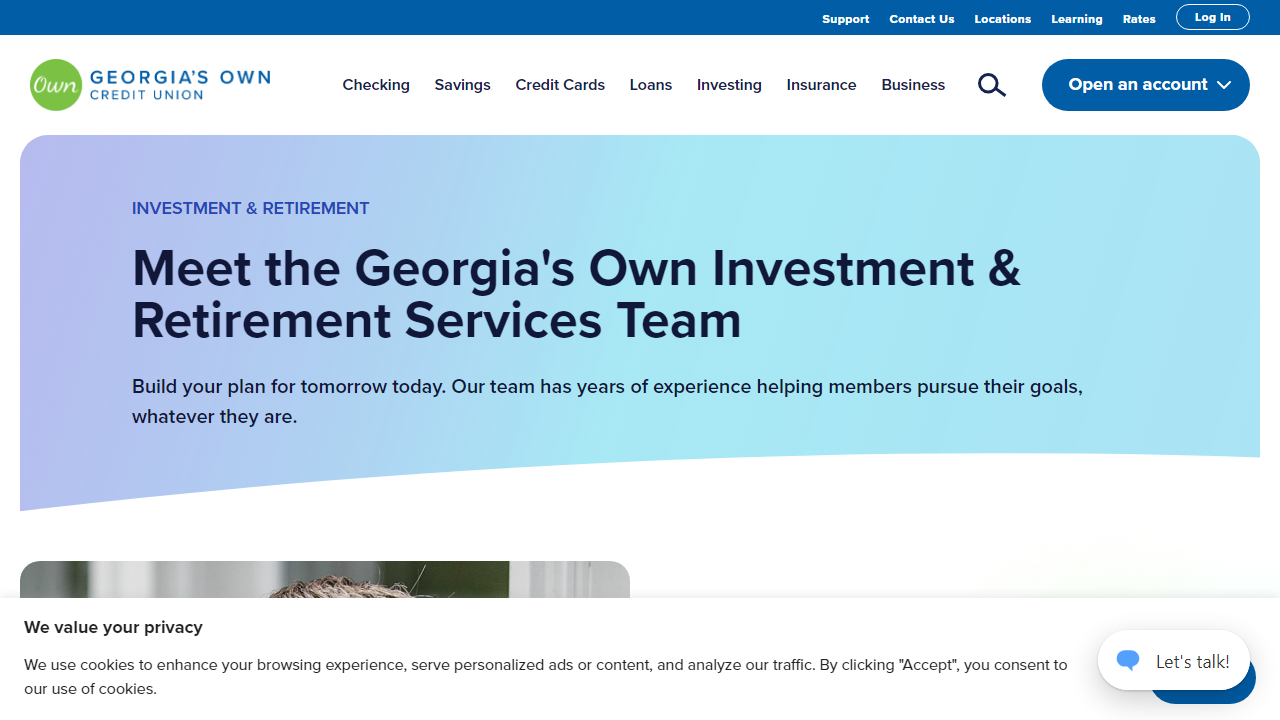 Support Contact Us Locations Learning Rates Log In
Own GEORGIA'S OWN
CREDIT UNION
Checking Savings Credit Cards Loans Investing Insurance Business Open an account
INVESTMENT & RETIREMENT
Meet the Georgia's Own Investment &
Retirement Services Team
Build your plan for tomorrow today. Our team has years of experience helping members pursue their goals,
whatever they are.
We value your privacy
We use cookies to enhance your browsing experience, serve personalized ads or content, and analyze our traffic. By clicking "Accept", you consent to
our use of cookies.
Let's talk!